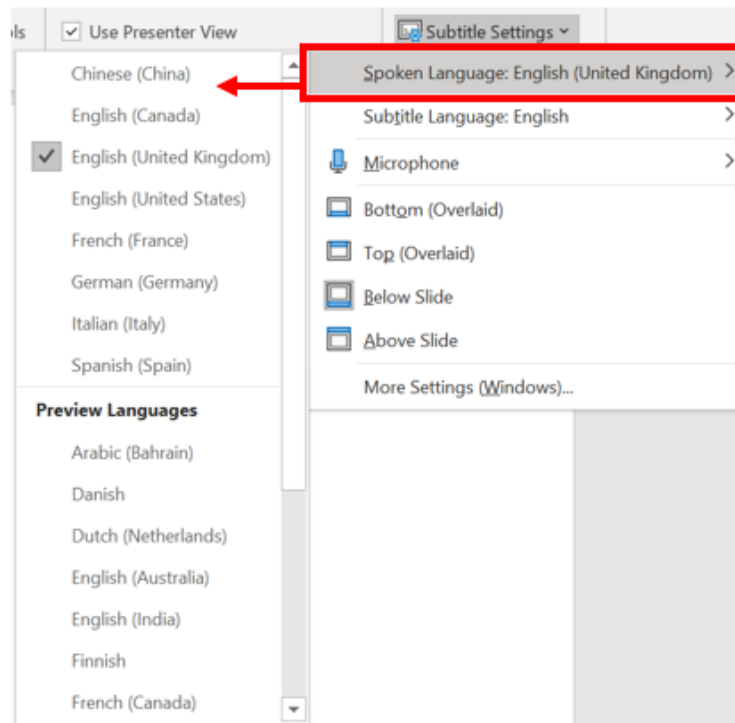 ls
Use Presenter View
Subtitle Settings
Chinese (China)
English (Canada)
English (United Kingdom)
English (United States)
French (France)
German (Germany)
Italian (Italy)
Spanish (Spain)
Preview Languages
Arabic (Bahrain)
Danish
Dutch (Netherlands)
English (Australia)
English (India)
Finnish
French (Canada)
Spoken Language: English (United Kingdom)
Subtitle Language: English
Microphone
Bottom (Overlaid)
Top (Overlaid)
Below Slide
Above Slide
More Settings (Windows)...